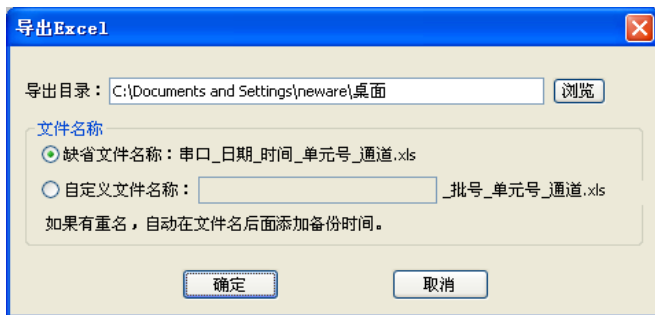 导出Excel
导出目录：C:\Documents and Settings\neware\桌面 浏览
文件名称
缺省文件名称：串口_日期_时间_单元号_通道.xls
自定义文件名称： _批号_单元号_通道.xls
如果有重名，自动在文件名后面添加备份时间。
确定 取消